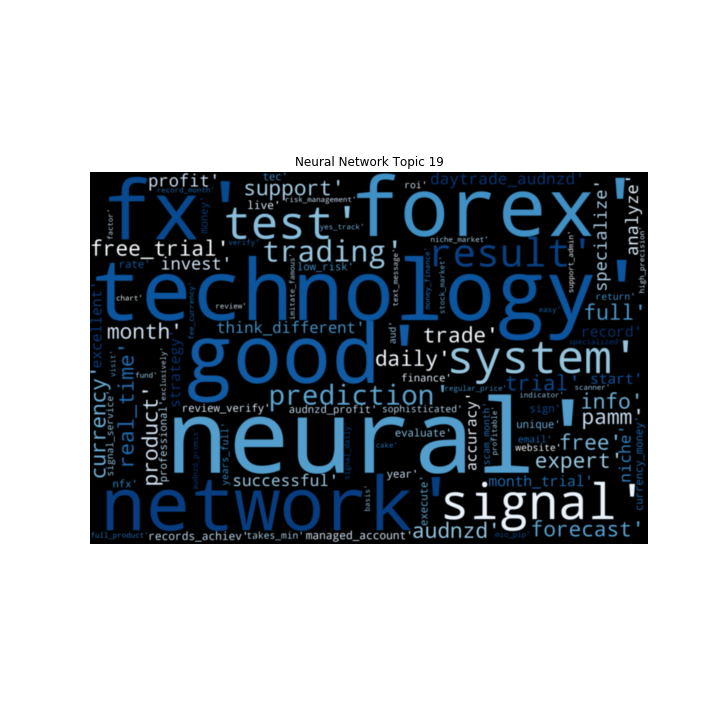 Neural Network Topic 19
profit'
tec'
record_month'
support'
risk_management'
roi'
daytrade_audnzd'
fx'
forex'
factor'
money'
live'
test'
yes_track'
result'
niche_market'
support_admin'
specialize'
analyze'
high_precision'
free_trial'
verify'
trading'
invest'
rate'
low_risk'
imitate_famous'
text_message'
money_finance'
stock_market'
technology'
return'
full'
easy'
excellent'
chart'
review'
fee_currency'
month'
think_different'
aud'
trade'
record'
specialized'
good
daily'
system'
visit'
real_time'
strategy'
fund'
exclusively'
finance'
regular_price'
trial'
scanner'
start'
indicator'
currency'
signal_service'
product'
professional'
prediction'
review_verify'
audnzd_profit'
sophisticated'
sign'
info'
unique'
pamm'
email'
website'
neural'
evaluate'
accuracy'
scam_month'
profitable'
free'
expert'
niche'
currency_money'
nfx'
years_full'
signal_daily'
cake'
successful'
year'
month_trial'
network'
basis'
execute'
signal'
full_product'
records_achiev'
takes_min'
managed_account'
audnzd'
forecast'